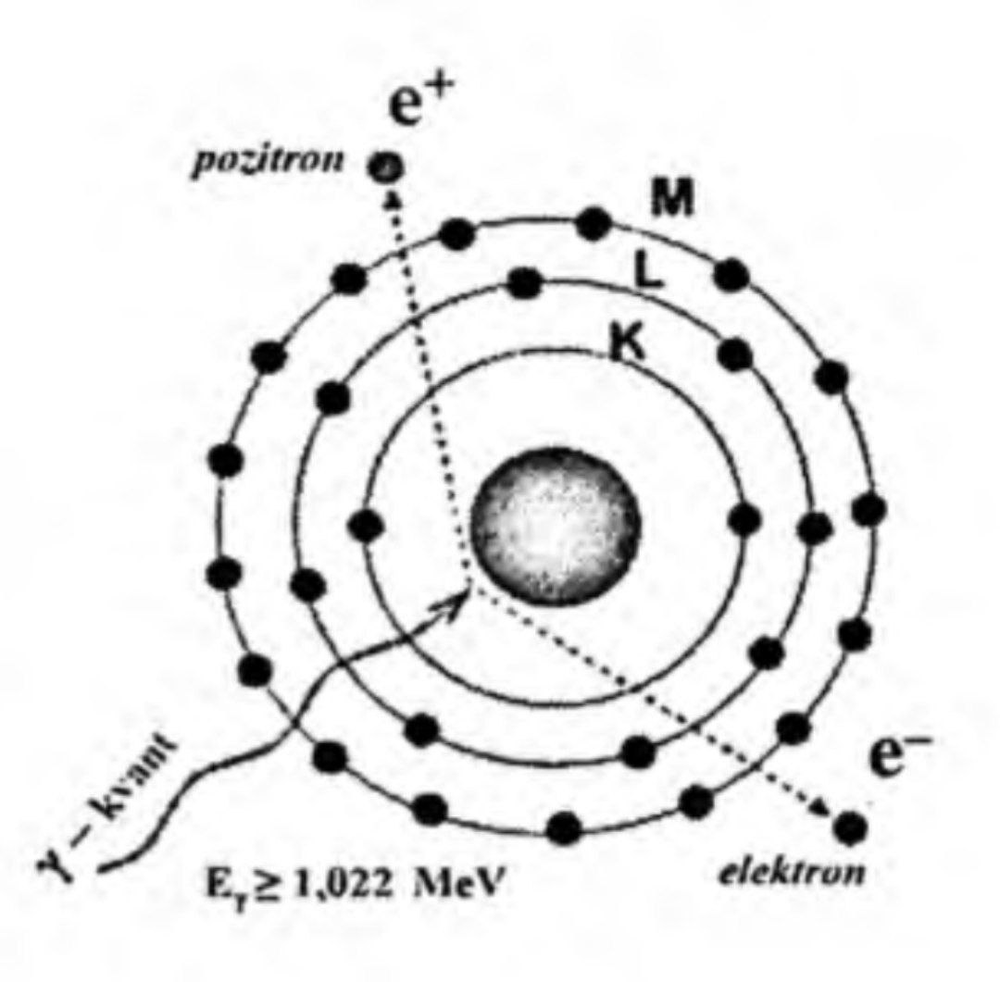 e⁺
pozitron
M
L
K
γ – kvant
E_γ ≥ 1,022 MeV
e⁻
elektron